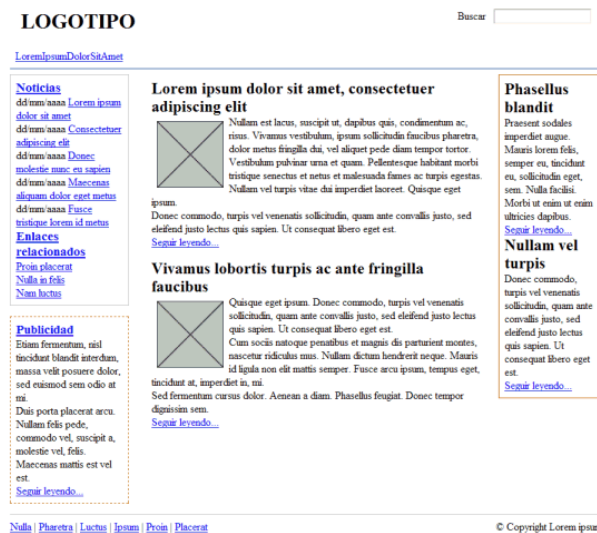 LOGOTIPO
Buscar
LoremIpsumDolorSitAmet
Noticias
dd/mm/aaaa Lorem ipsum
dolor sit amet
dd/mm/aaaa Consectetuer
adipiscing elit
dd/mm/aaaa Donec
molestie nunc eu sapien
dd/mm/aaaa Maecenas
aliquam dolor eget metus
dd/mm/aaaa Fusce
tristique lorem id metus
Enlaces
relacionados
Proin placerat
Nulla in felis
Nam luctus
Publicidad
Etiam fermentum, nisl
tincidunt blandit interdum,
massa velit posuere dolor,
sed euismod sem odio at
mi.
Duis porta placerat arcu.
Nullam felis pede,
commodo vel, suscipit a,
molestie vel, felis.
Maecenas mattis est vel
est.
Seguir leyendo...
Lorem ipsum dolor sit amet, consectetuer
adipiscing elit
Nullam est lacus, suscipit ut, dapibus quis, condimentum ac,
risus. Vivamus vestibulum, ipsum sollicitudin faucibus pharetra,
dolor metus fringilla dui, vel aliquet pede diam tempor tortor.
Vestibulum pulvinar urna et quam. Pellentesque habitant morbi
tristique senectus et netus et malesuada fames ac turpis egestas.
Nullam vel turpis vitae dui imperdiet laoreet. Quisque eget
ipsum.
Donec commodo, turpis vel venenatis sollicitudin, quam ante convallis justo, sed
eleifend justo lectus quis sapien. Ut consequat libero eget est.
Seguir leyendo...
Vivamus lobortis turpis ac ante fringilla
faucibus
Quisque eget ipsum. Donec commodo, turpis vel venenatis
sollicitudin, quam ante convallis justo, sed eleifend justo lectus
quis sapien. Ut consequat libero eget est.
Cum sociis natoque penatibus et magnis dis parturient montes,
nascetur ridiculus mus. Nullam dictum hendrerit neque. Mauris
id ligula non elit mattis semper. Fusce arcu ipsum, tempus eget,
tincidunt at, imperdiet in, mi.
Sed fermentum cursus dolor. Aenean a diam. Phasellus feugiat. Donec tempor
dignissim sem.
Seguir leyendo...
Phasellus
blandit
Praesent sodales
imperdiet augue.
Mauris lorem felis,
semper eu, tincidunt
eu, sollicitudin eget,
sem. Nulla facilisi.
Morbi ut enim ut enim
ultricies dapibus.
Seguir leyendo...
Nullam vel
turpis
Donec commodo,
turpis vel venenatis
sollicitudin, quam
ante convallis justo,
sed eleifend justo
lectus quis sapien. Ut
consequat libero eget
est.
Seguir leyendo...
Nulla | Pharetra | Luctus | Ipsum | Proin | Placerat
© Copyright Lorem ipsu